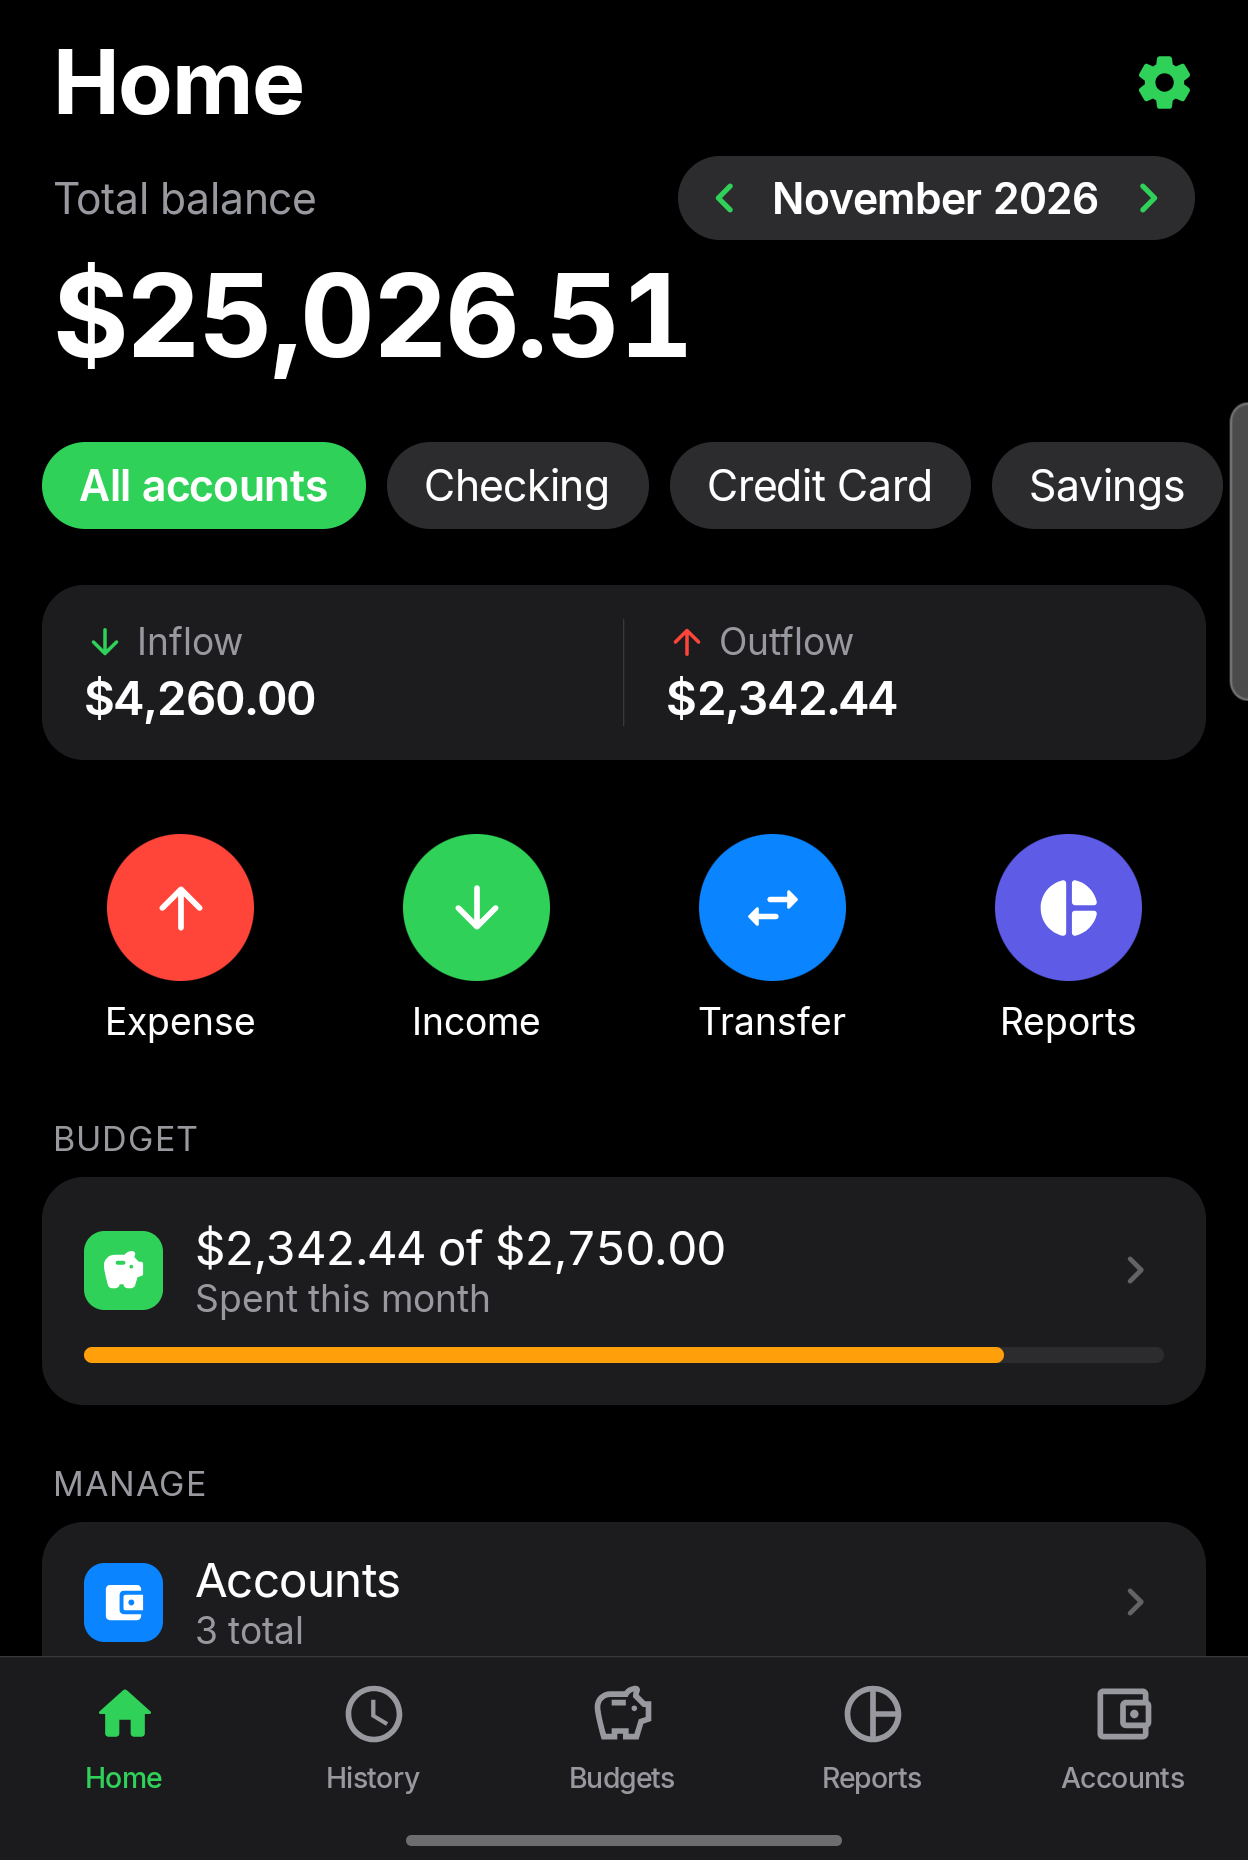 Home
Total balance
November 2026
$25,026.51
All accounts
Checking
Credit Card
Savings
Inflow
Outflow
$4,260.00
$2,342.44
Expense
Income
Transfer
Reports
BUDGET
$2,342.44 of $2,750.00
Spent this month
MANAGE
Accounts
3 total
Home
History
Budgets
Reports
Accounts